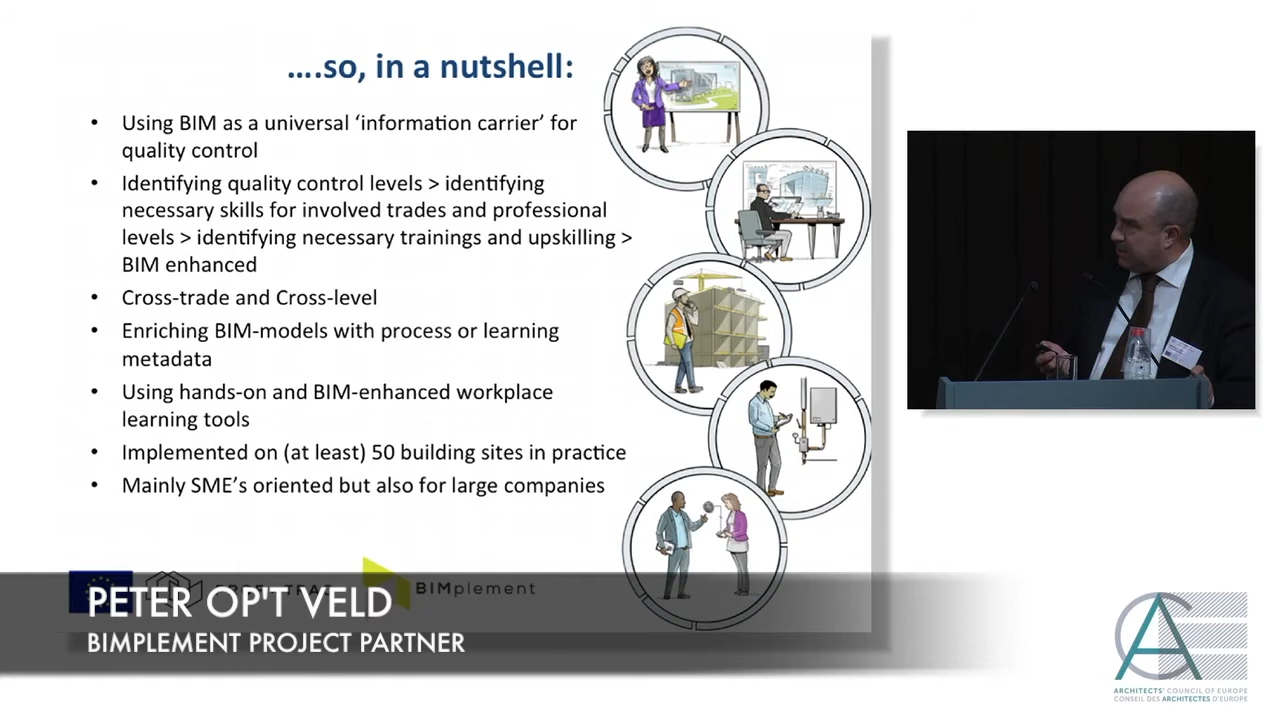 ….so, in a nutshell:
• Using BIM as a universal ‘information carrier’ for
quality control
• Identifying quality control levels > identifying
necessary skills for involved trades and professional
levels > identifying necessary trainings and upskilling >
BIM enhanced
• Cross-trade and Cross-level
• Enriching BIM-models with process or learning
metadata
• Using hands-on and BIM-enhanced workplace
learning tools
• Implemented on (at least) 50 building sites in practice
• Mainly SME's oriented but also for large companies
BIMplement
PETER OP'T VELD
BIMPLEMENT PROJECT PARTNER
ARCHITECTS' COUNCIL OF EUROPE
CONSEIL DES ARCHITECTES D'EUROPE